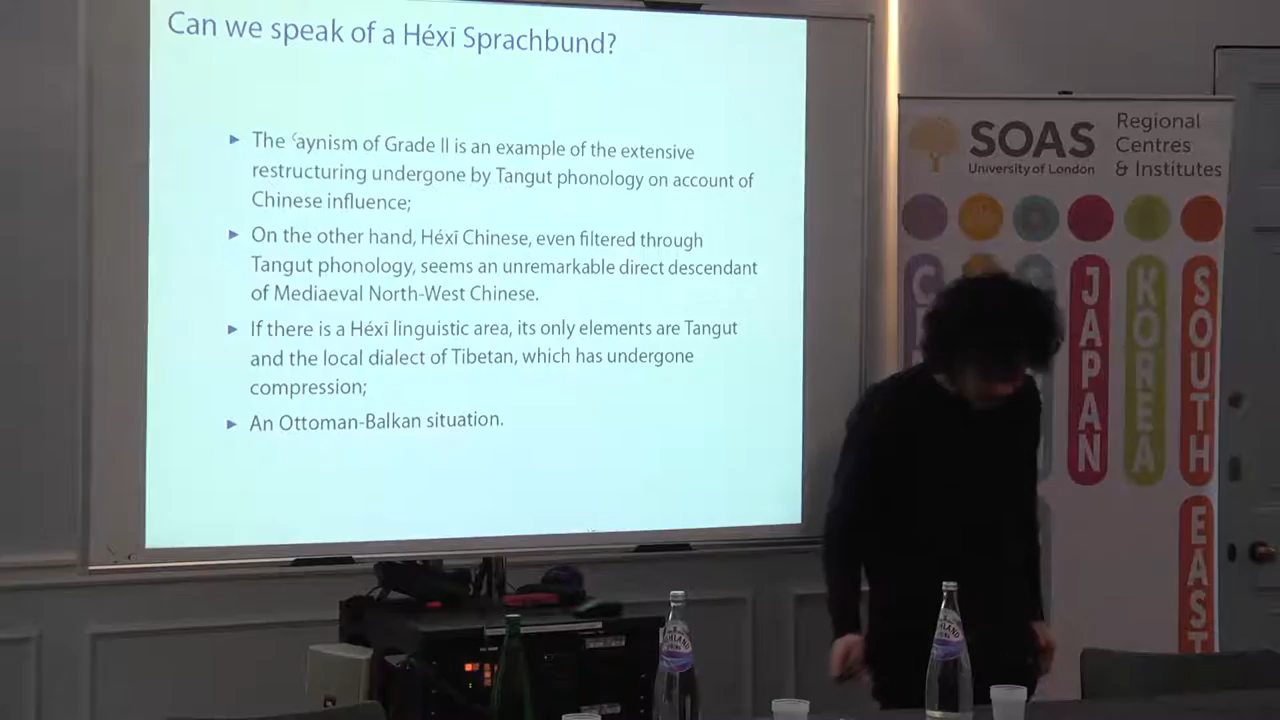 Can we speak of a Héxī Sprachbund?
▶ The ʿaynism of Grade II is an example of the extensive
restructuring undergone by Tangut phonology on account of
Chinese influence;
▶ On the other hand, Héxī Chinese, even filtered through
Tangut phonology, seems an unremarkable direct descendant
of Mediaeval North-West Chinese.
▶ If there is a Héxī linguistic area, its only elements are Tangut
and the local dialect of Tibetan, which has undergone
compression;
▶ An Ottoman-Balkan situation.
SOAS
University of London
Regional
Centres
& Institutes
JAPAN
KOREA
SOUTH
EAST